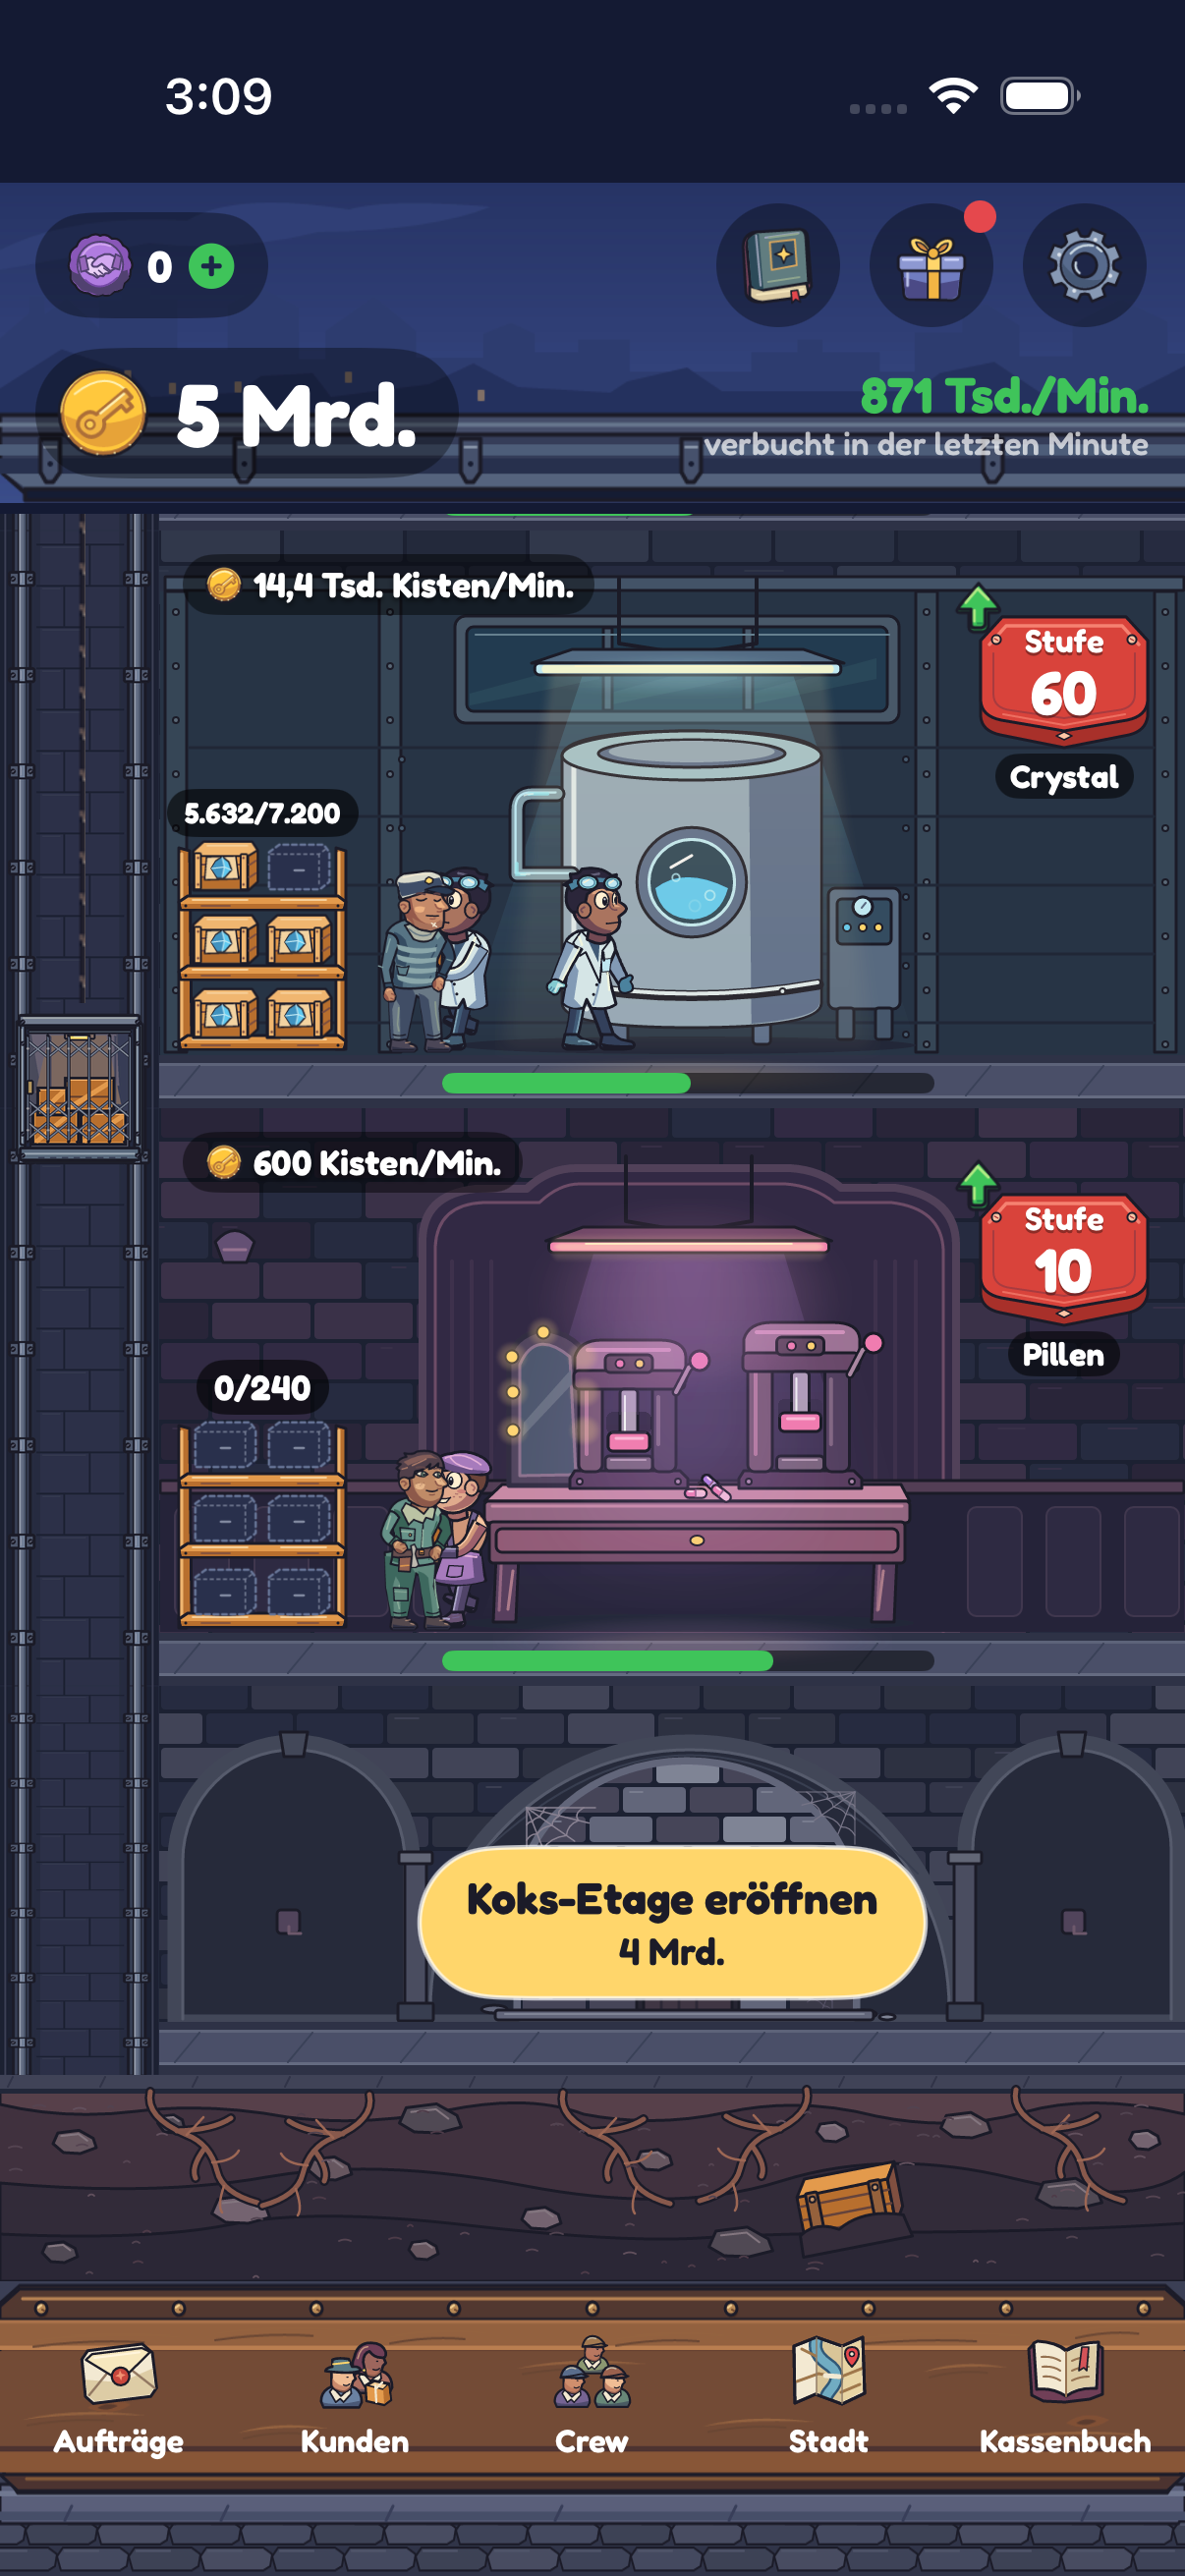 3:09
0
5 Mrd.
871 Tsd./Min.
verbucht in der letzten Minute
14,4 Tsd. Kisten/Min.
Stufe
60
Crystal
5.632/7.200
600 Kisten/Min.
Stufe
10
Pillen
0/240
Koks-Etage eröffnen
4 Mrd.
Aufträge
Kunden
Crew
Stadt
Kassenbuch